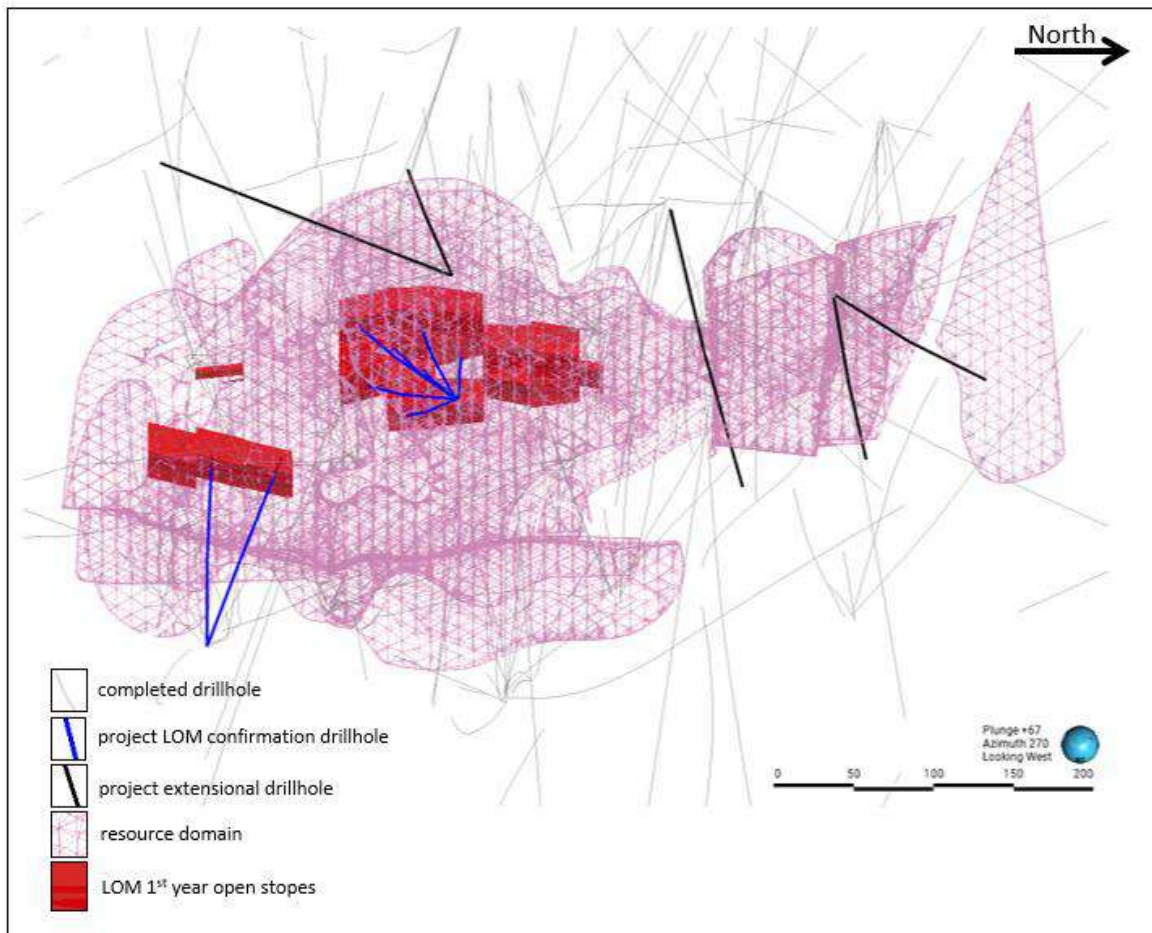 North
completed drillhole
project LOM confirmation drillhole
project extensional drillhole
resource domain
LOM 1st year open stopes
Plunge +67
Azimuth 270
Looking West
0 50 100 150 200